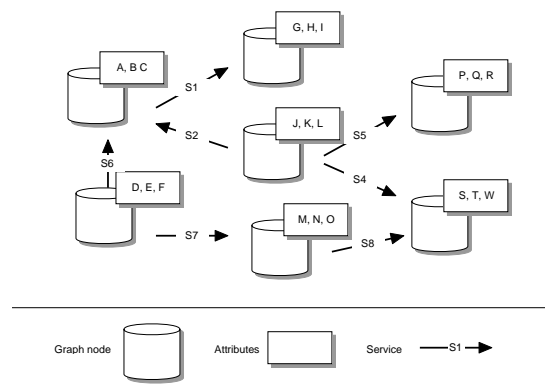 G, H, I
A, B C
P, Q, R
S1
J, K, L
S2
S5
S6
S4
D, E, F
S, T, W
M, N, O
S7
S8
Graph node
Attributes
Service
S1